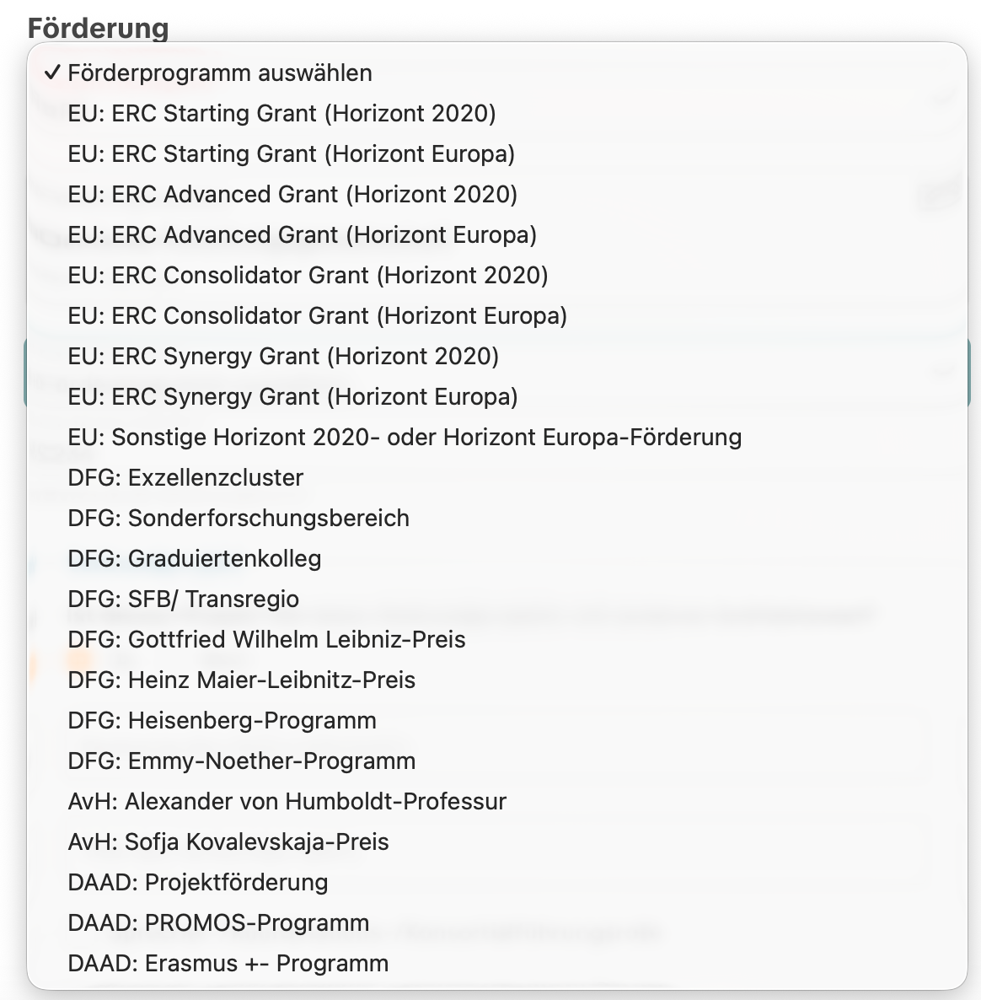 Förderung
✓ Förderprogramm auswählen
EU: ERC Starting Grant (Horizont 2020)
EU: ERC Starting Grant (Horizont Europa)
EU: ERC Advanced Grant (Horizont 2020)
EU: ERC Advanced Grant (Horizont Europa)
EU: ERC Consolidator Grant (Horizont 2020)
EU: ERC Consolidator Grant (Horizont Europa)
EU: ERC Synergy Grant (Horizont 2020)
EU: ERC Synergy Grant (Horizont Europa)
EU: Sonstige Horizont 2020- oder Horizont Europa-Förderung
DFG: Exzellenzcluster
DFG: Sonderforschungsbereich
DFG: Graduiertenkolleg
DFG: SFB/ Transregio
DFG: Gottfried Wilhelm Leibniz-Preis
DFG: Heinz Maier-Leibnitz-Preis
DFG: Heisenberg-Programm
DFG: Emmy-Noether-Programm
AvH: Alexander von Humboldt-Professur
AvH: Sofja Kovalevskaja-Preis
DAAD: Projektförderung
DAAD: PROMOS-Programm
DAAD: Erasmus +- Programm